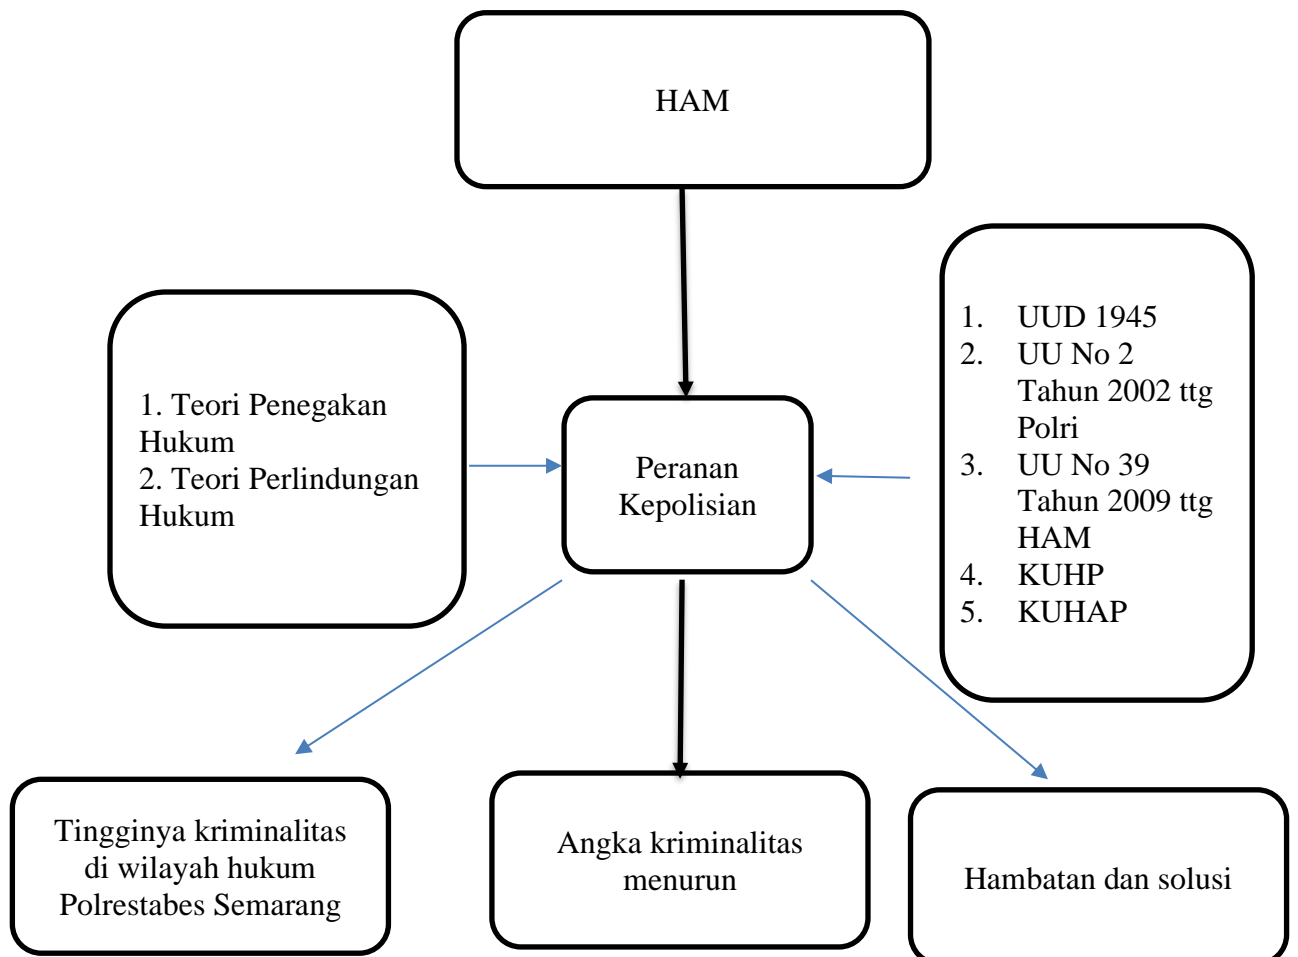 HAM
1. Teori Penegakan
Hukum
2. Teori Perlindungan
Hukum
Peranan
Kepolisian
1. UUD 1945
2. UU No 2
Tahun 2002 ttg
Polri
3. UU No 39
Tahun 2009 ttg
HAM
4. KUHP
5. KUHAP
Tingginya kriminalitas
di wilayah hukum
Polrestabes Semarang
Angka kriminalitas
menurun
Hambatan dan solusi